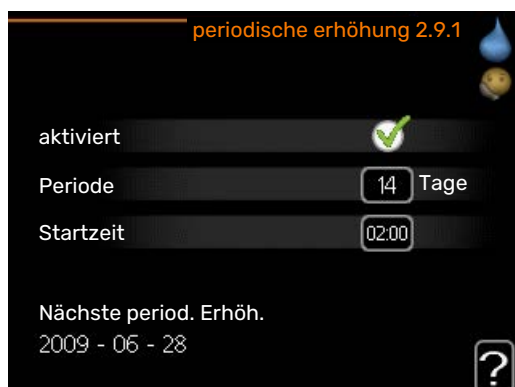 periodische erhöhung 2.9.1
aktiviert
Periode 14 Tage
Startzeit 02:00
Nächste period. Erhöh.
2009 - 06 - 28
?